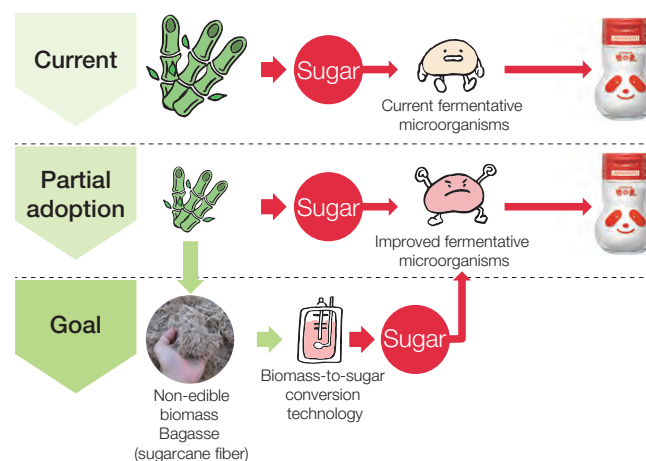 Current
Sugar
Current fermentative
microorganisms
Partial
adoption
Sugar
Improved fermentative
microorganisms
Goal
Sugar
Non-edible
biomass
Bagasse
(sugarcane fiber)
Biomass-to-sugar
conversion
technology